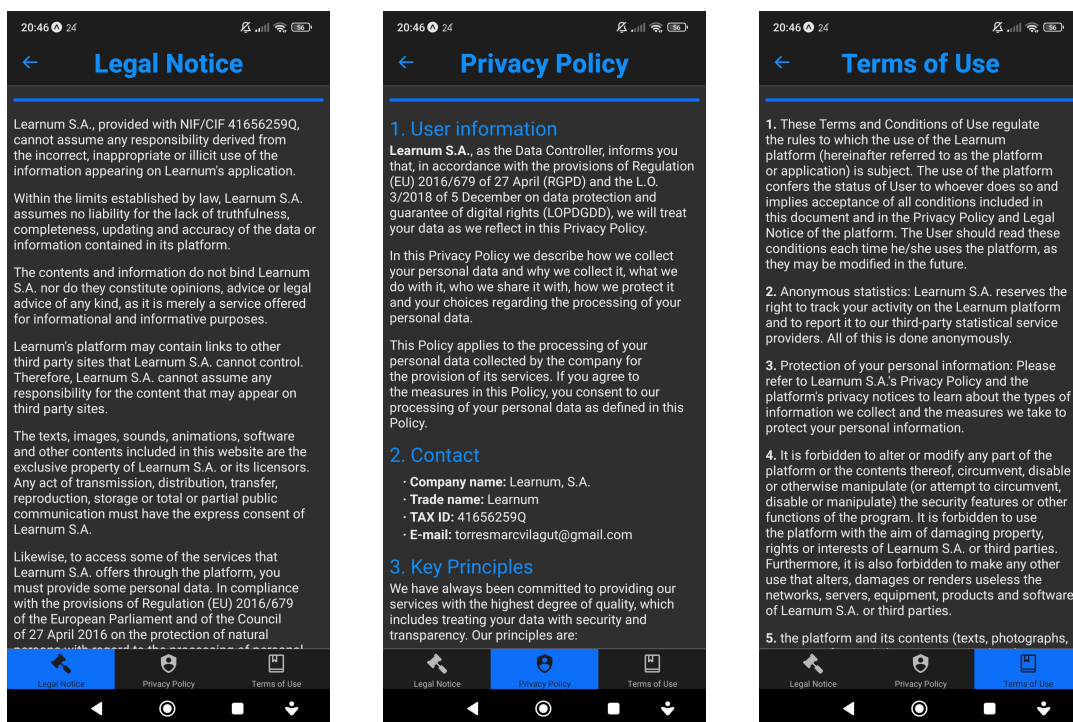 20:46 24
56
Legal Notice
Learnum S.A., provided with NIF/CIF 41656259Q,
cannot assume any responsibility derived from
the incorrect, inappropriate or illicit use of the
information appearing on Learnum's application.
Within the limits established by law, Learnum S.A.
assumes no liability for the lack of truthfulness,
completeness, updating and accuracy of the data or
information contained in its platform.
The contents and information do not bind Learnum
S.A. nor do they constitute opinions, advice or legal
advice of any kind, as it is merely a service offered
for informational and informative purposes.
Learnum's platform may contain links to other
third party sites that Learnum S.A. cannot control.
Therefore, Learnum S.A. cannot assume any
responsibility for the content that may appear on
third party sites.
The texts, images, sounds, animations, software
and other contents included in this website are the
exclusive property of Learnum S.A. or its licensors.
Any act of transmission, distribution, transfer,
reproduction, storage or total or partial public
communication must have the express consent of
Learnum S.A.
Likewise, to access some of the services that
Learnum S.A. offers through the platform, you
must provide some personal data. In compliance
with the provisions of Regulation (EU) 2016/679
of the European Parliament and of the Council
of 27 April 2016 on the protection of natural
persons with regard to the processing of personal
Legal Notice
Privacy Policy
Terms of Use
20:46 24
56
Privacy Policy
1. User information
Learnum S.A., as the Data Controller, informs you
that, in accordance with the provisions of Regulation
(EU) 2016/679 of 27 April (RGPD) and the L.O.
3/2018 of 5 December on data protection and
guarantee of digital rights (LOPDGDD), we will treat
your data as we reflect in this Privacy Policy.
In this Privacy Policy we describe how we collect
your personal data and why we collect it, what we
do with it, who we share it with, how we protect it
and your choices regarding the processing of your
personal data.
This Policy applies to the processing of your
personal data collected by the company for
the provision of its services. If you agree to
the measures in this Policy, you consent to our
processing of your personal data as defined in this
Policy.
2. Contact
· Company name: Learnum, S.A.
· Trade name: Learnum
· TAX ID: 41656259Q
· E-mail: torresmarcvilagut@gmail.com
3. Key Principles
We have always been committed to providing our
services with the highest degree of quality, which
includes treating your data with security and
transparency. Our principles are:
Legal Notice
Privacy Policy
Terms of Use
20:46 24
56
Terms of Use
1. These Terms and Conditions of Use regulate
the rules to which the use of the Learnum
platform (hereinafter referred to as the platform
or application) is subject. The use of the platform
confers the status of User to whoever does so and
implies acceptance of all conditions included in
this document and in the Privacy Policy and Legal
Notice of the platform. The User should read these
conditions each time he/she uses the platform, as
they may be modified in the future.
2. Anonymous statistics: Learnum S.A. reserves the
right to track your activity on the Learnum platform
and to report it to our third-party statistical service
providers. All of this is done anonymously.
3. Protection of your personal information: Please
refer to Learnum S.A.'s Privacy Policy and the
platform's privacy notices to learn about the types of
information we collect and the measures we take to
protect your personal information.
4. It is forbidden to alter or modify any part of the
platform or the contents thereof, circumvent, disable
or otherwise manipulate (or attempt to circumvent,
disable or manipulate) the security features or other
functions of the program. It is forbidden to use
the platform with the aim of damaging property,
rights or interests of Learnum S.A. or third parties.
Furthermore, it is also forbidden to make any other
use that alters, damages or renders useless the
networks, servers, equipment, products and software
of Learnum S.A. or third parties.
5. the platform and its contents (texts, photographs,
Legal Notice
Privacy Policy
Terms of Use